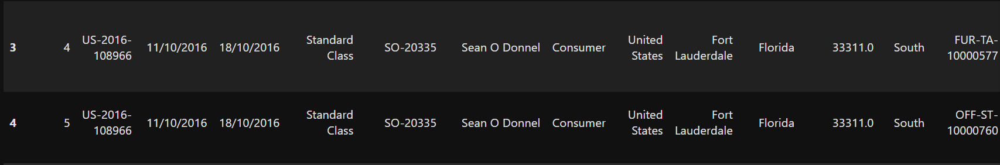 3 4 US-2016-108966 11/10/2016 18/10/2016 Standard Class SO-20335 Sean O Donnel Consumer United States Fort Lauderdale Florida 33311.0 South FUR-TA-10000577
4 5 US-2016-108966 11/10/2016 18/10/2016 Standard Class SO-20335 Sean O Donnel Consumer United States Fort Lauderdale Florida 33311.0 South OFF-ST-10000760